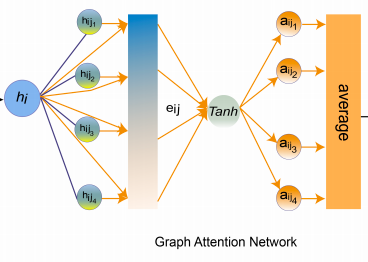 hi
hij1
hij2
hij3
hij4
eij
Tanh
aij1
aij2
aij3
aij4
average
Graph Attention Network